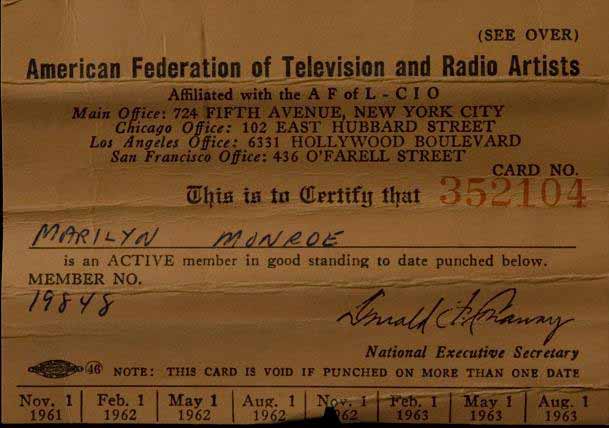 (SEE OVER)
American Federation of Television and Radio Artists
Affiliated with the A F of L - CIO
Main Office: 724 FIFTH AVENUE, NEW YORK CITY
Chicago Office: 102 EAST HUBBARD STREET
Los Angeles Office: 6331 HOLLYWOOD BOULEVARD
San Francisco Office: 436 O'FARELL STREET
CARD NO.
This is to Certify that 352104
MARILYN MONROE
is an ACTIVE member in good standing to date punched below.
MEMBER NO.
19848
National Executive Secretary
46 NOTE: THIS CARD IS VOID IF PUNCHED ON MORE THAN ONE DATE
Nov. 1 Feb. 1 May 1 Aug. 1 Nov. 1 Feb. 1 May 1 Aug. 1
1961 1962 1962 1962 1962 1963 1963 1963